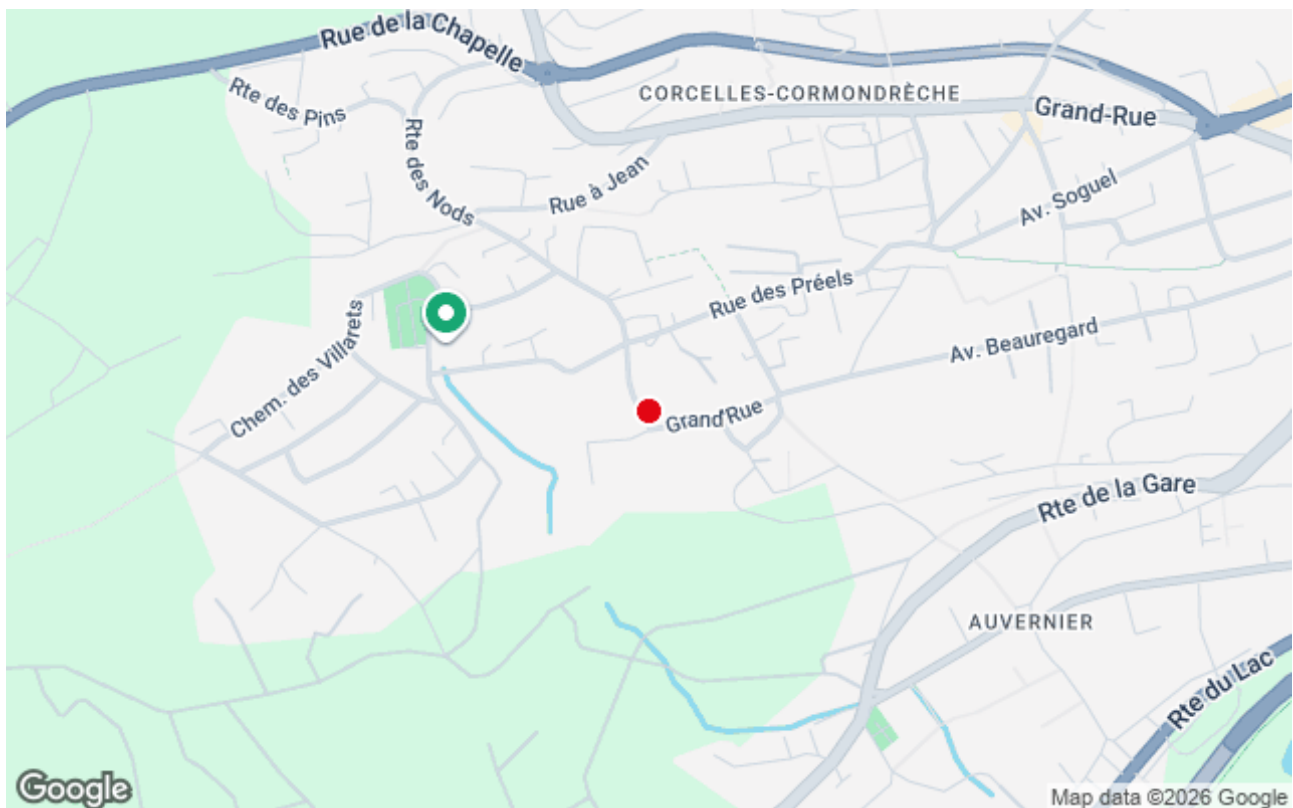 Rue de la Chapelle
Rte des Pins
CORCELLES-CORMONDRÈCHE
Grand-Rue
Rte des Nods
Rue à Jean
Av. Soguel
Rue des Préels
Chem. des Villarets
Av. Beauregard
Grand'Rue
Rte de la Gare
AUVERNIER
Rte du Lac
Google
Map data ©2026 Google